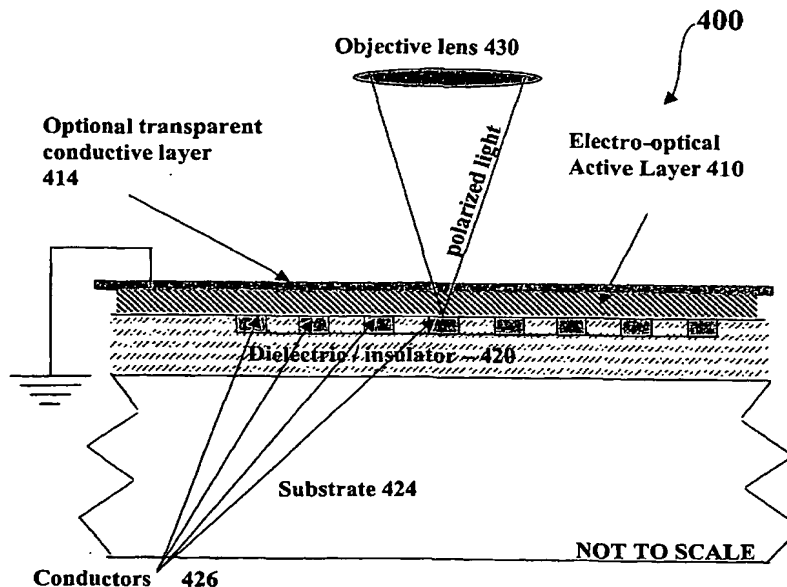 400
Objective lens 430
Optional transparent
conductive layer
414
Electro-optical
Active Layer 410
polarized light
Dielectric / insulator – 420
Substrate 424
NOT TO SCALE
Conductors 426